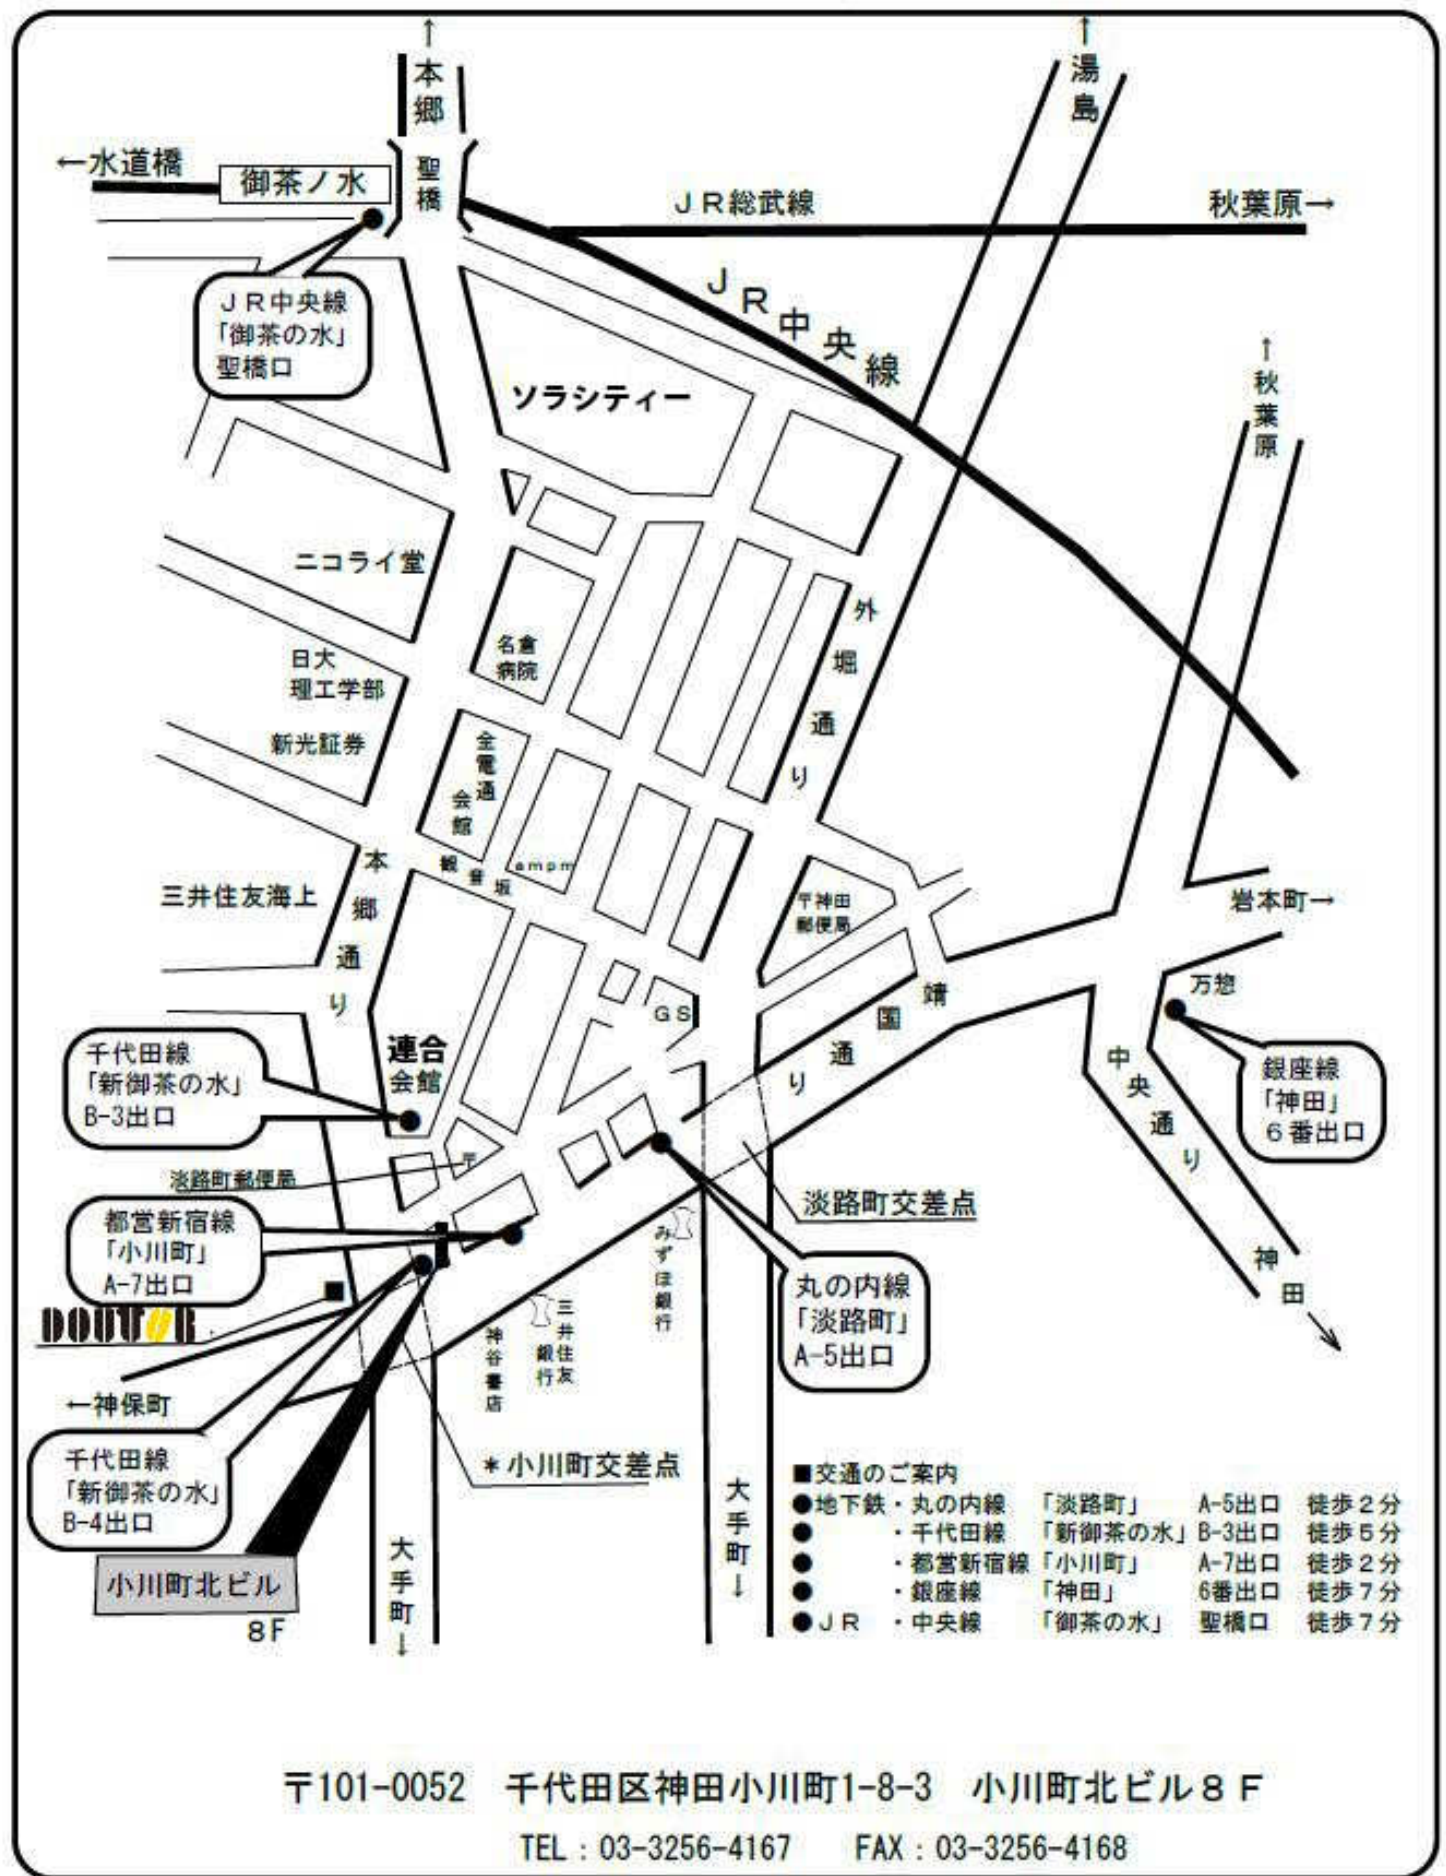 ↑本郷
↑湯島
←水道橋
御茶ノ水
聖橋
ＪＲ総武線
秋葉原→
ＪＲ中央線
「御茶の水」
聖橋口
ＪＲ中央線
↑秋葉原
ソラシティー
ニコライ堂
外堀通り
名倉
病院
日大
理工学部
新光証券
全電通
会館
観音坂
ampm
本郷通り
三井住友海上
〒神田
郵便局
岩本町→
靖国通り
万惣
ＧＳ
連合
会館
千代田線
「新御茶の水」
B-3出口
中央通り
銀座線
「神田」
６番出口
〒
淡路町郵便局
淡路町交差点
都営新宿線
「小川町」
A-7出口
みずほ銀行
丸の内線
「淡路町」
A-5出口
神田
DOUTOR
三井住友
銀行
神谷書店
←神保町
千代田線
「新御茶の水」
B-4出口
＊小川町交差点
大手町↓
大手町↓
小川町北ビル
８F
■交通のご案内
●地下鉄・丸の内線 「淡路町」 A-5出口 徒歩２分
● ・千代田線 「新御茶の水」 B-3出口 徒歩５分
● ・都営新宿線 「小川町」 A-7出口 徒歩２分
● ・銀座線 「神田」 6番出口 徒歩７分
●ＪＲ ・中央線 「御茶の水」 聖橋口 徒歩７分
〒101-0052 千代田区神田小川町1-8-3 小川町北ビル８Ｆ
TEL：03-3256-4167 FAX：03-3256-4168